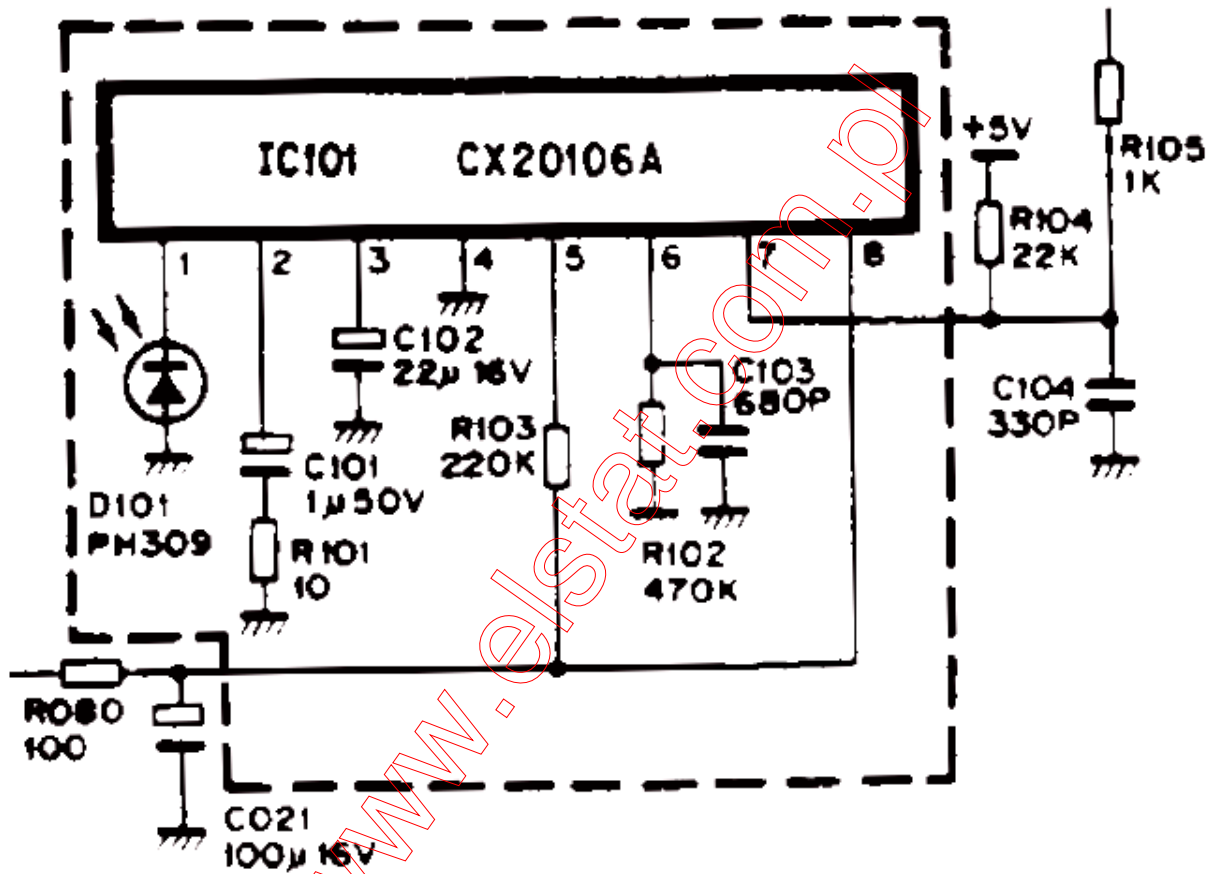 IC101 CX20106A
+5V
R105
1K
R104
22K
1 2 3 4 5 6 7 8
C102
22µ 16V
C103
680P
C104
330P
R103
220K
C101
1µ50V
D101
PH309
R101
10
R102
470K
R080
100
C021
100µ 16V
www.elstat.com.pl